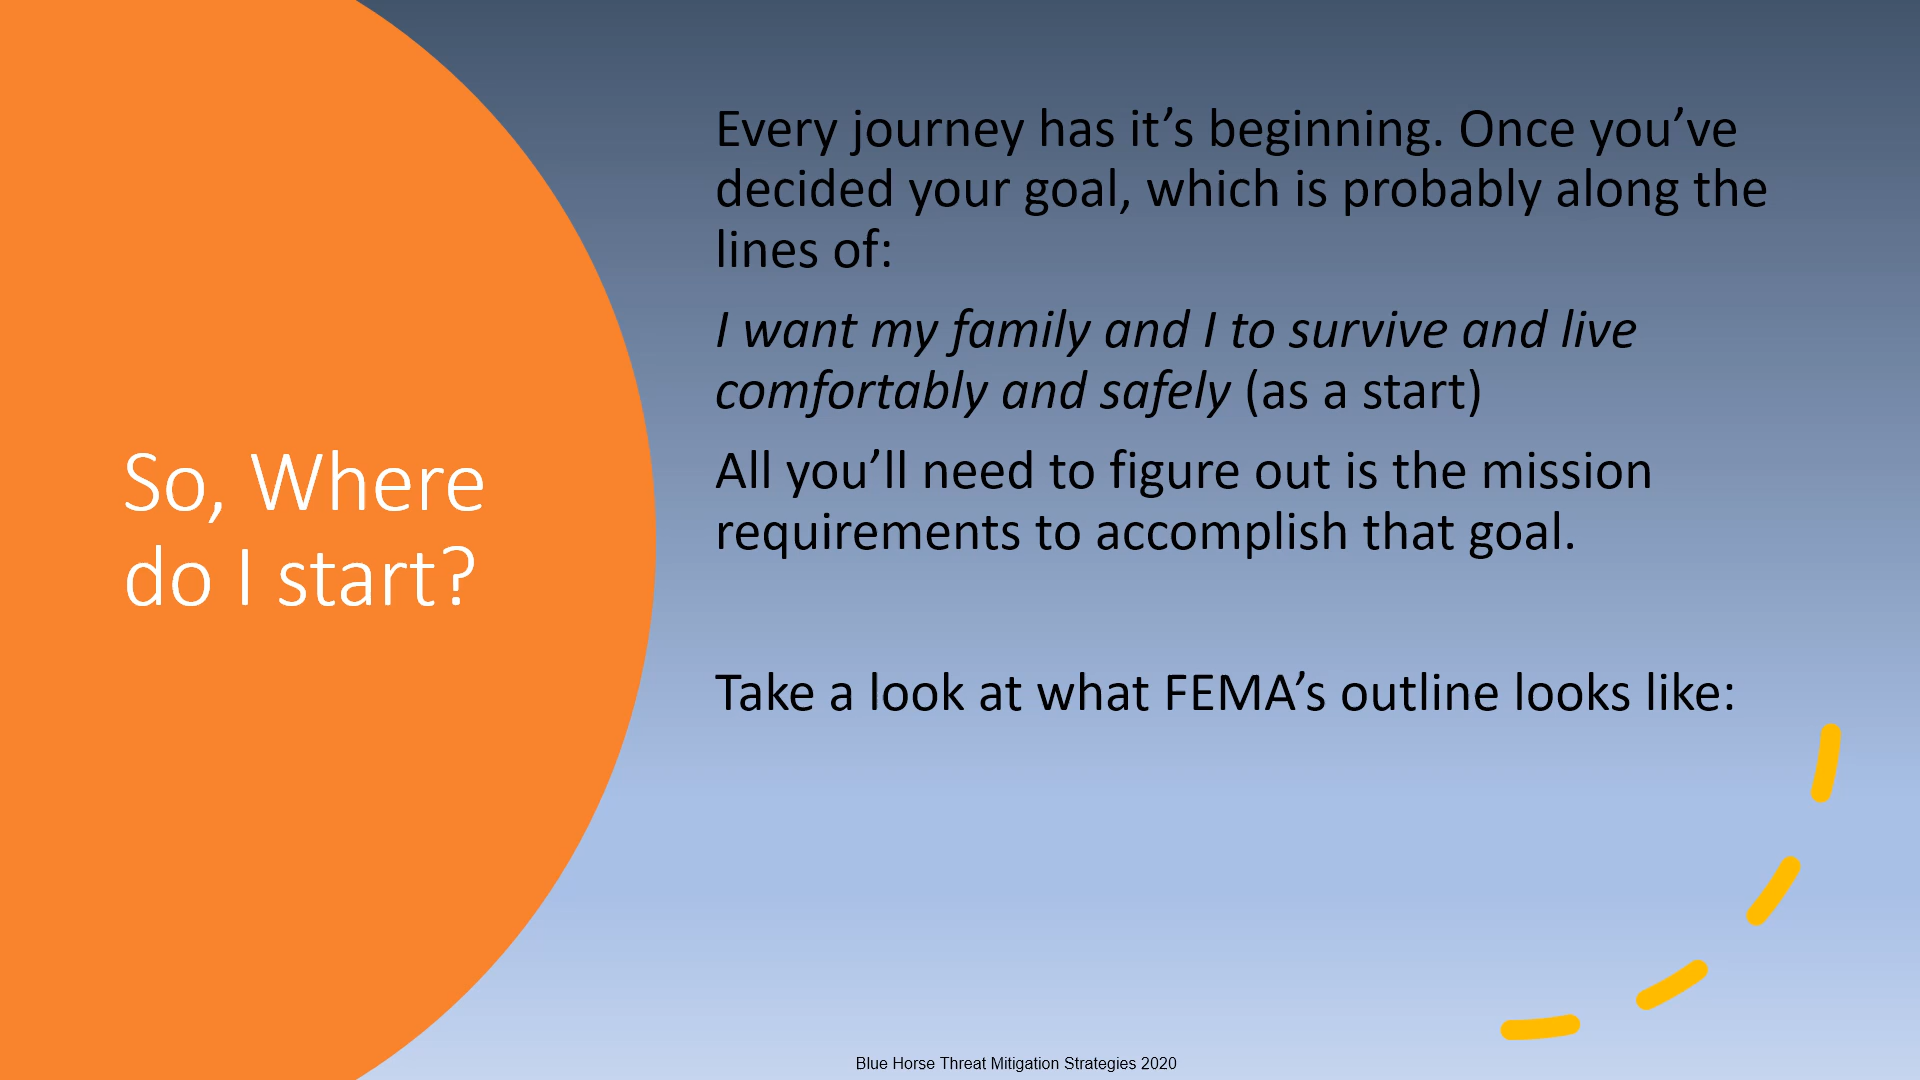 So, Where
do I start?
Every journey has it’s beginning. Once you’ve
decided your goal, which is probably along the
lines of:
I want my family and I to survive and live
comfortably and safely (as a start)
All you’ll need to figure out is the mission
requirements to accomplish that goal.
Take a look at what FEMA’s outline looks like:
Blue Horse Threat Mitigation Strategies 2020